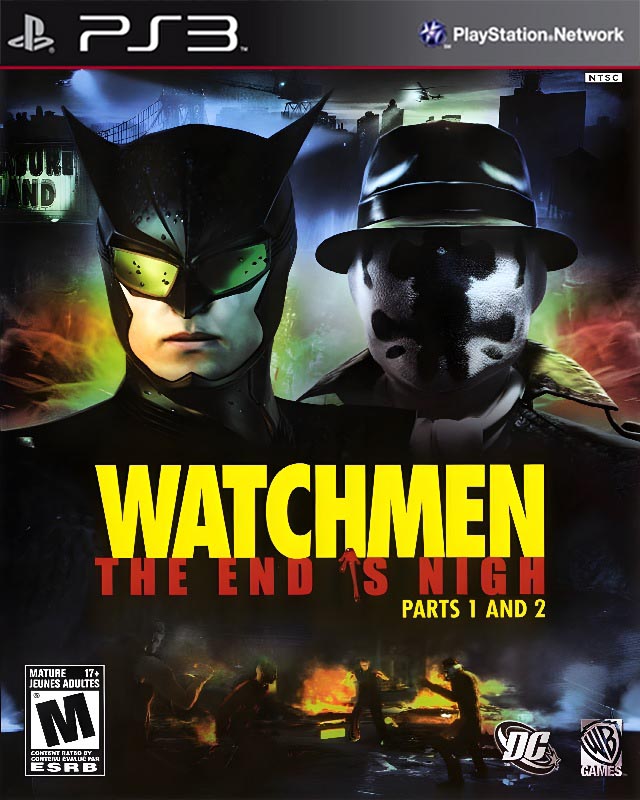 PS3
PlayStation®Network
NTSC
LAND
WATCHMEN
THE END IS NIGH
PARTS 1 AND 2
MATURE 17+
JEUNES ADULTES
M
CONTENT RATED BY
CONTENU ÉVALUÉ PAR
ESRB
DC
WB
GAMES